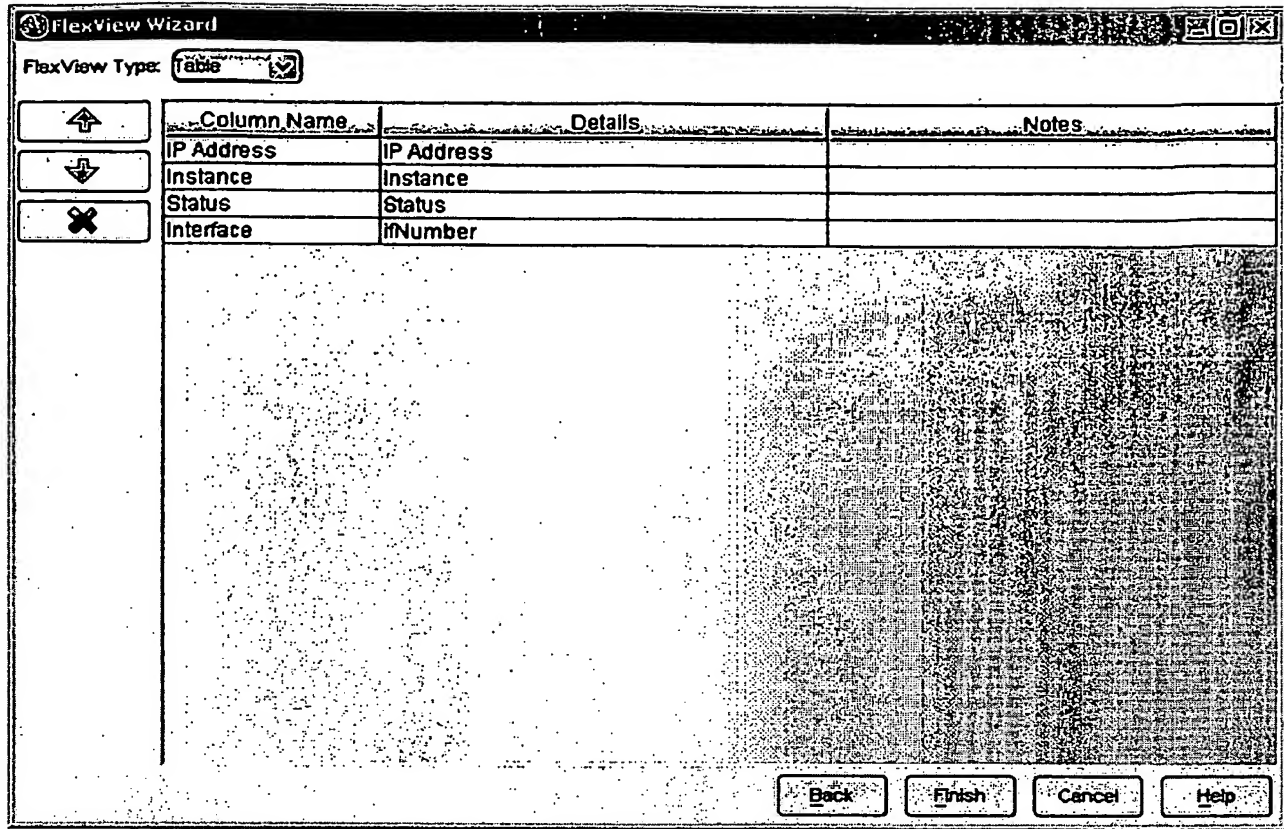 FlexView Wizard
FlexView Type: Table
Column Name Details Notes
IP Address IP Address
Instance Instance
Status Status
Interface ifNumber
Back Finish Cancel Help